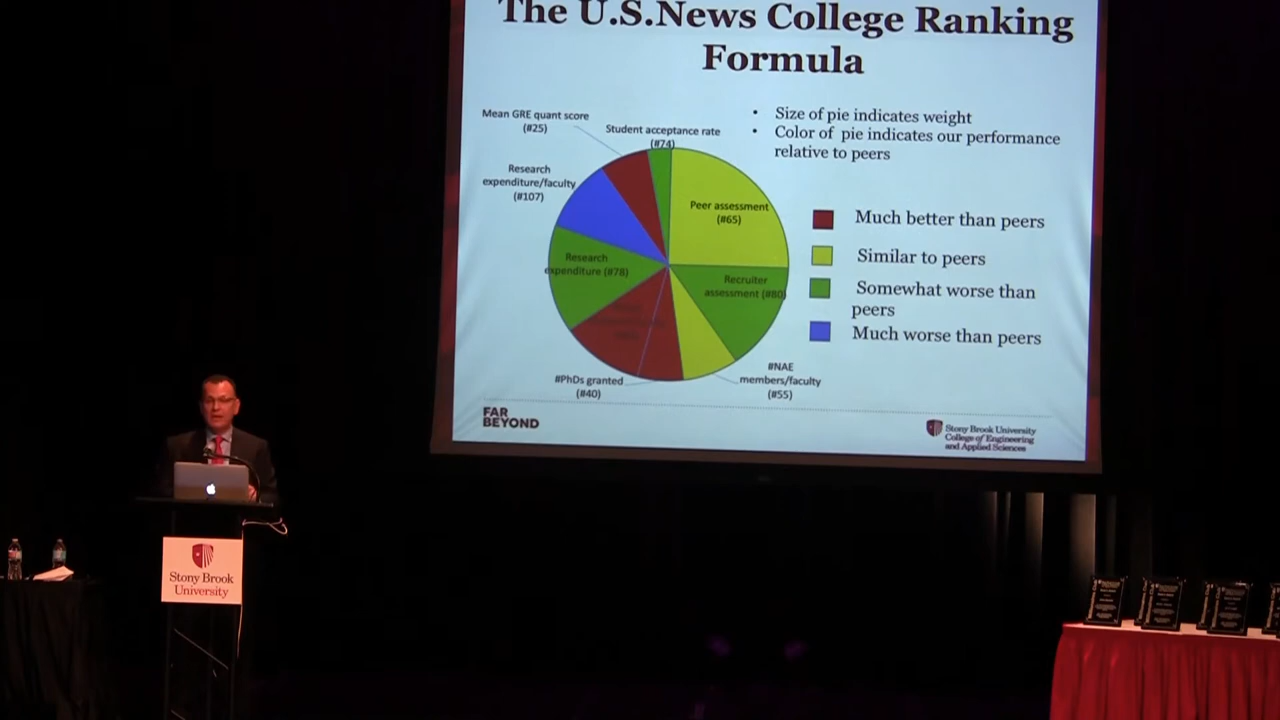 The U.S.News College Ranking
Formula
Mean GRE quant score
(#25)
Student acceptance rate
(#74)
• Size of pie indicates weight
• Color of pie indicates our performance
relative to peers
Research
expenditure/faculty
(#107)
Peer assessment
(#65)
Much better than peers
Similar to peers
Research
expenditure (#78)
Recruiter
assessment (#80)
Somewhat worse than
peers
Much worse than peers
#NAE
members/faculty
(#55)
#PhDs granted
(#40)
FAR
BEYOND
Stony Brook University
College of Engineering
and Applied Sciences
Stony Brook
University